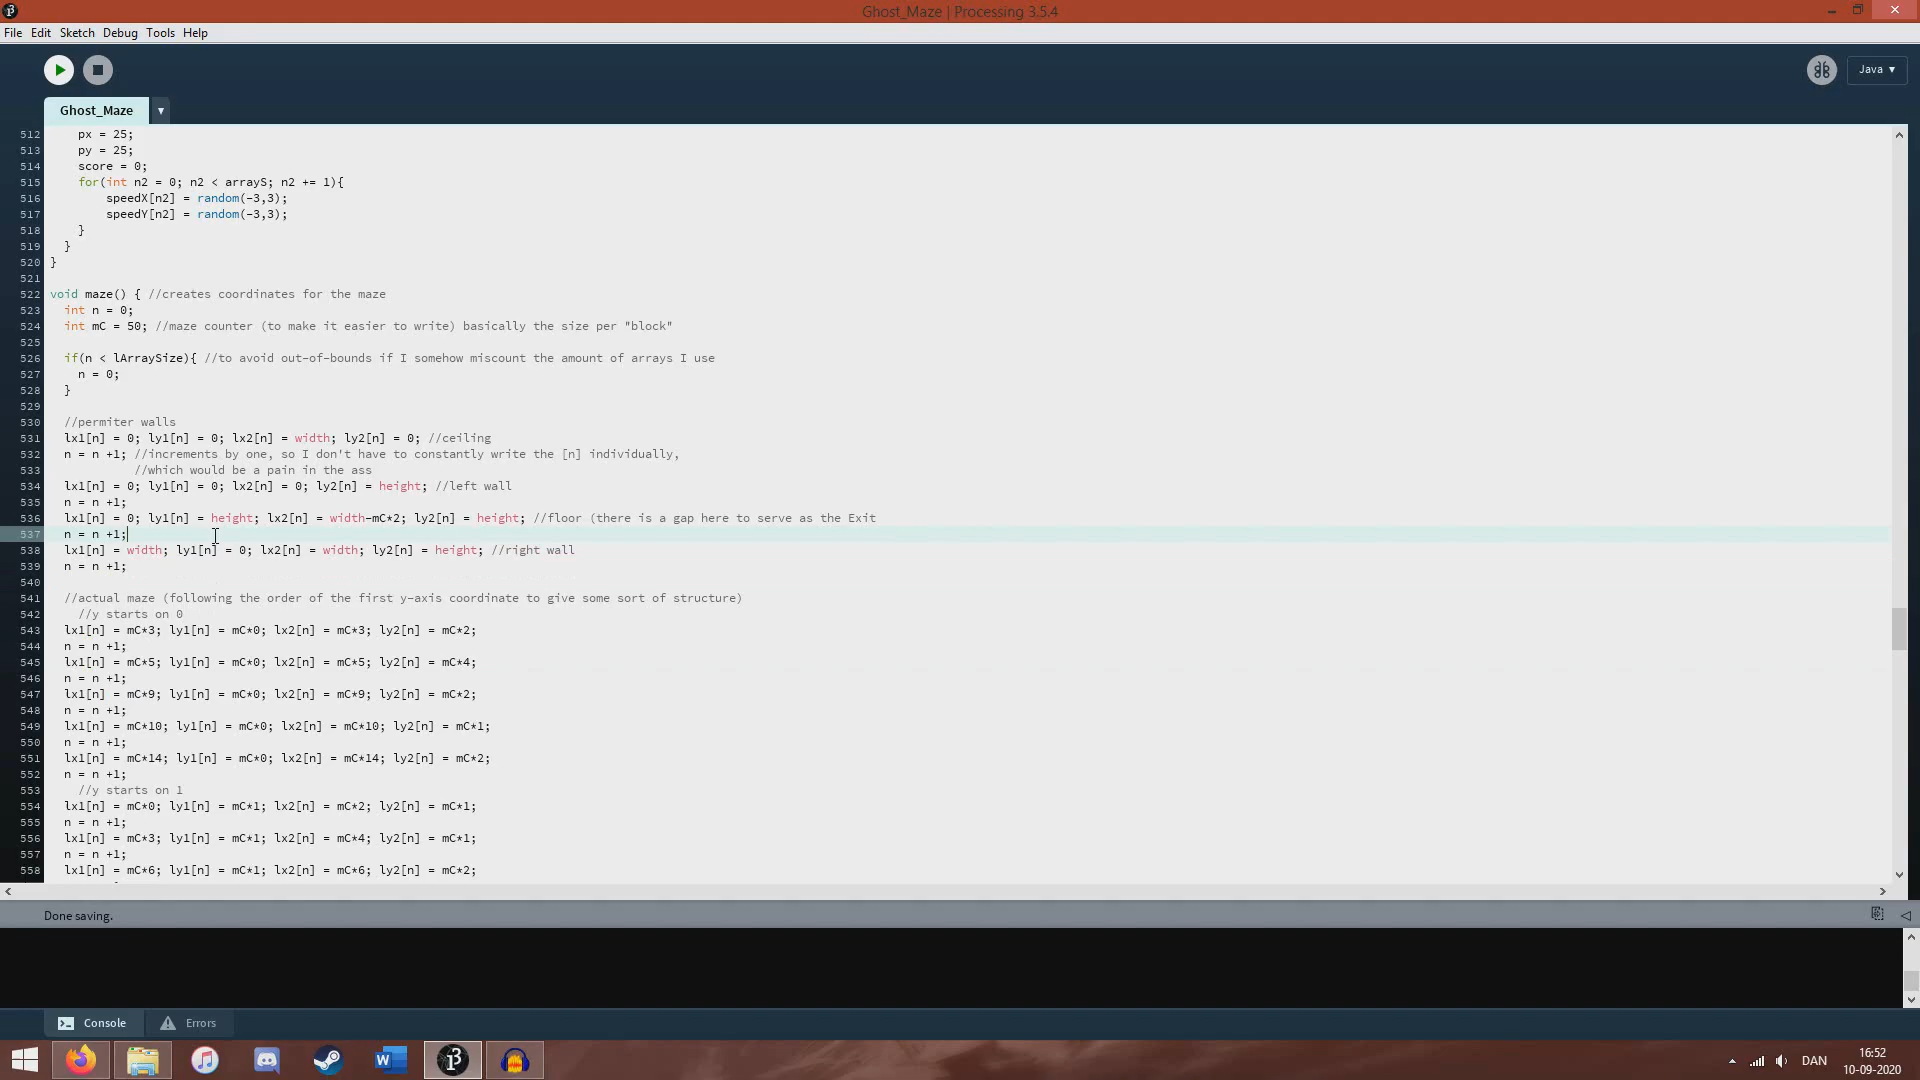 Ghost_Maze | Processing 3.5.4
File Edit Sketch Debug Tools Help
Java ▾
Ghost_Maze ▾
512 px = 25;
513 py = 25;
514 score = 0;
515 for(int n2 = 0; n2 < arrayS; n2 += 1){
516 speedX[n2] = random(-3,3);
517 speedY[n2] = random(-3,3);
518 }
519 }
520 }
521
522 void maze() { //creates coordinates for the maze
523 int n = 0;
524 int mC = 50; //maze counter (to make it easier to write) basically the size per "block"
525
526 if(n < lArraySize){ //to avoid out-of-bounds if I somehow miscount the amount of arrays I use
527 n = 0;
528 }
529
530 //permiter walls
531 lx1[n] = 0; ly1[n] = 0; lx2[n] = width; ly2[n] = 0; //ceiling
532 n = n +1; //increments by one, so I don't have to constantly write the [n] individually,
533 //which would be a pain in the ass
534 lx1[n] = 0; ly1[n] = 0; lx2[n] = 0; ly2[n] = height; //left wall
535 n = n +1;
536 lx1[n] = 0; ly1[n] = height; lx2[n] = width-mC*2; ly2[n] = height; //floor (there is a gap here to serve as the Exit
537 n = n +1;
538 lx1[n] = width; ly1[n] = 0; lx2[n] = width; ly2[n] = height; //right wall
539 n = n +1;
540
541 //actual maze (following the order of the first y-axis coordinate to give some sort of structure)
542 //y starts on 0
543 lx1[n] = mC*3; ly1[n] = mC*0; lx2[n] = mC*3; ly2[n] = mC*2;
544 n = n +1;
545 lx1[n] = mC*5; ly1[n] = mC*0; lx2[n] = mC*5; ly2[n] = mC*4;
546 n = n +1;
547 lx1[n] = mC*9; ly1[n] = mC*0; lx2[n] = mC*9; ly2[n] = mC*2;
548 n = n +1;
549 lx1[n] = mC*10; ly1[n] = mC*0; lx2[n] = mC*10; ly2[n] = mC*1;
550 n = n +1;
551 lx1[n] = mC*14; ly1[n] = mC*0; lx2[n] = mC*14; ly2[n] = mC*2;
552 n = n +1;
553 //y starts on 1
554 lx1[n] = mC*0; ly1[n] = mC*1; lx2[n] = mC*2; ly2[n] = mC*1;
555 n = n +1;
556 lx1[n] = mC*3; ly1[n] = mC*1; lx2[n] = mC*4; ly2[n] = mC*1;
557 n = n +1;
558 lx1[n] = mC*6; ly1[n] = mC*1; lx2[n] = mC*6; ly2[n] = mC*2;
Done saving.
Console Errors
DAN
16:52
10-09-2020